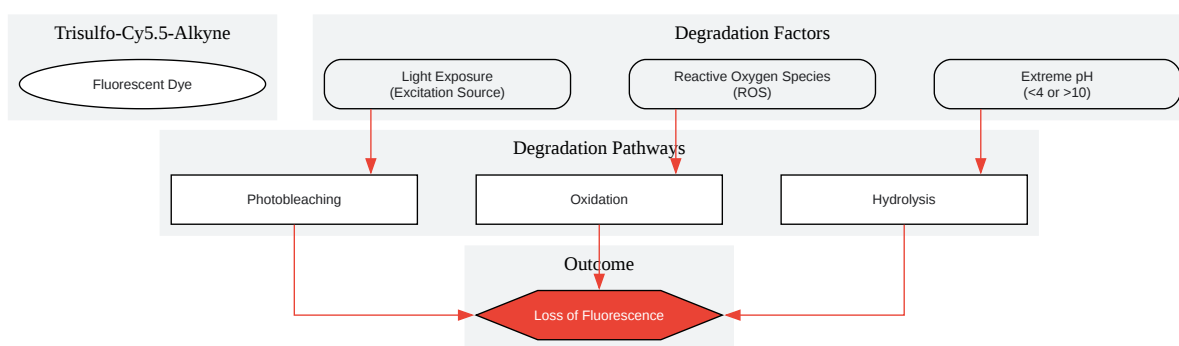 Trisulfo-Cy5.5-Alkyne
Fluorescent Dye
Degradation Factors
Light Exposure
(Excitation Source)
Reactive Oxygen Species
(ROS)
Extreme pH
(<4 or >10)
Degradation Pathways
Photobleaching
Oxidation
Hydrolysis
Outcome
Loss of Fluorescence